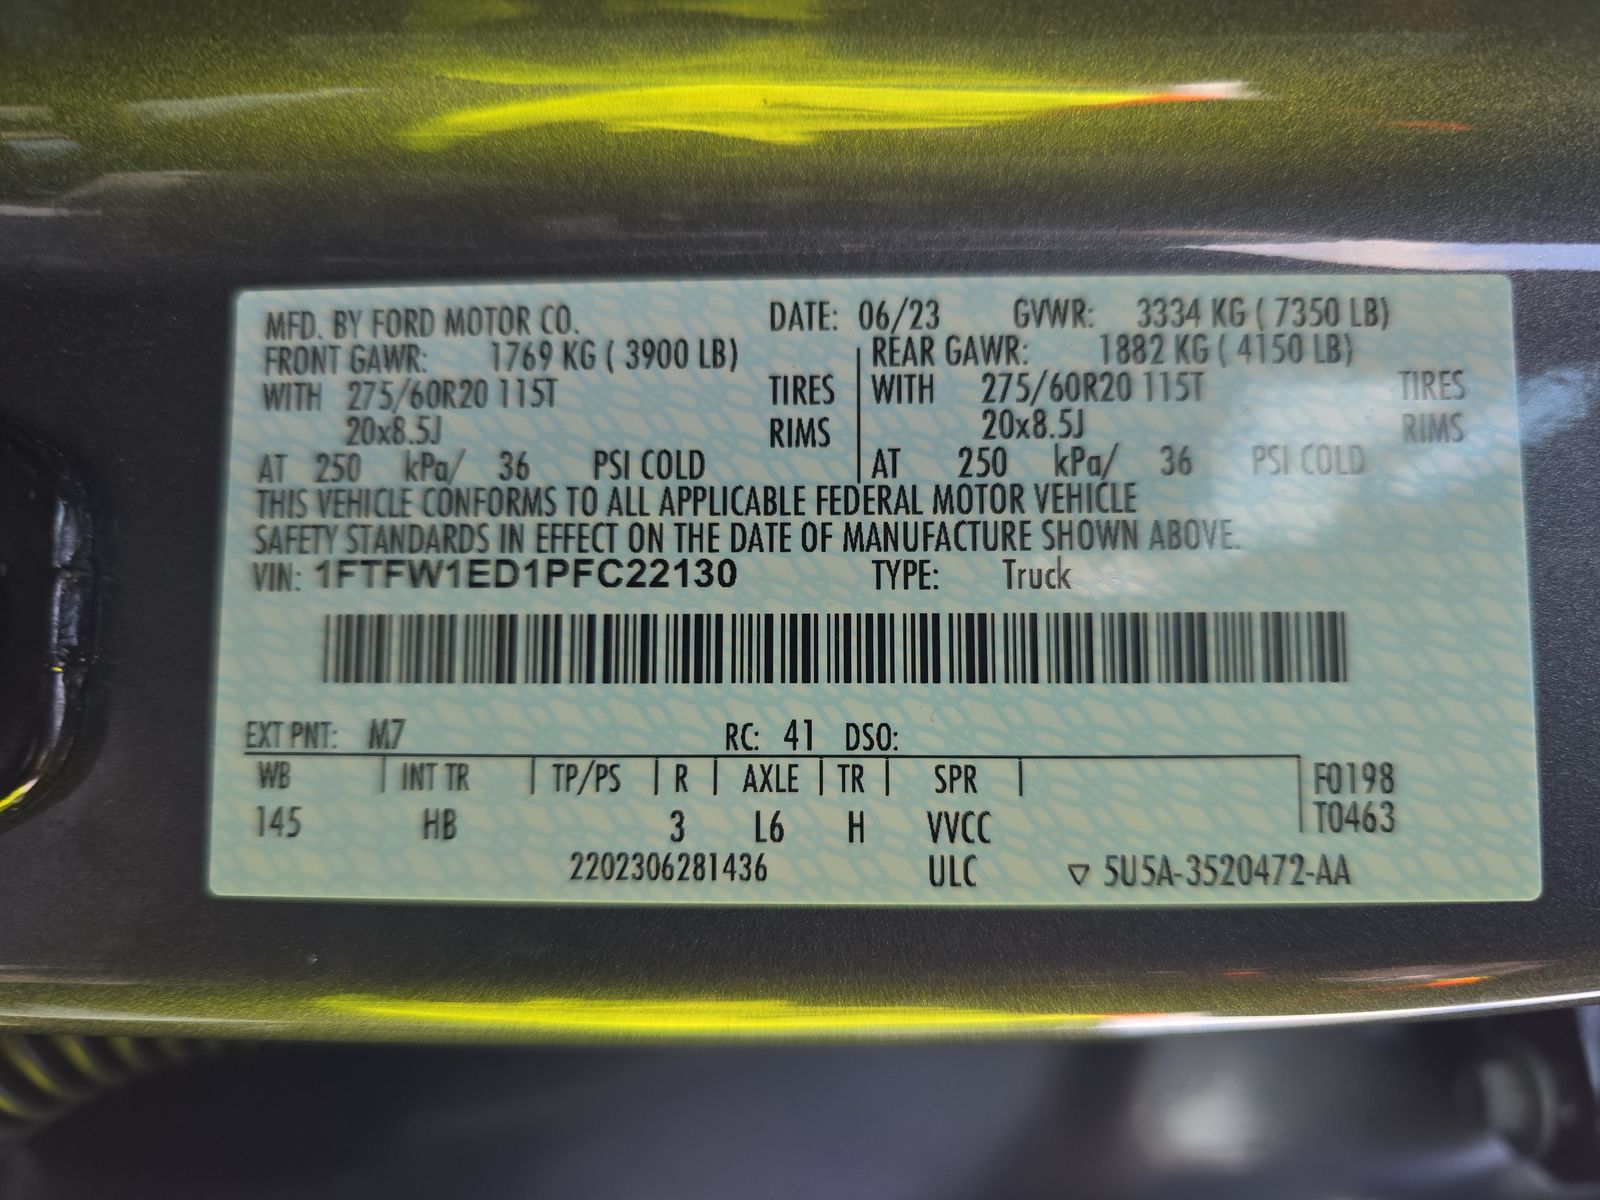 MFD. BY FORD MOTOR CO. DATE: 06/23 GVWR: 3334 KG ( 7350 LB)
FRONT GAWR: 1769 KG ( 3900 LB) REAR GAWR: 1882 KG ( 4150 LB)
WITH 275/60R20 115T TIRES WITH 275/60R20 115T TIRES
20x8.5J RIMS 20x8.5J RIMS
AT 250 kPa/ 36 PSI COLD AT 250 kPa/ 36 PSI COLD
THIS VEHICLE CONFORMS TO ALL APPLICABLE FEDERAL MOTOR VEHICLE
SAFETY STANDARDS IN EFFECT ON THE DATE OF MANUFACTURE SHOWN ABOVE.
VIN: 1FTFW1ED1PFC22130 TYPE: Truck
EXT PNT: M7 RC: 41 DSO:
WB INT TR TP/PS R AXLE TR SPR F0198
145 HB 3 L6 H VVCC T0463
2202306281436 ULC ▽ 5U5A-3520472-AA